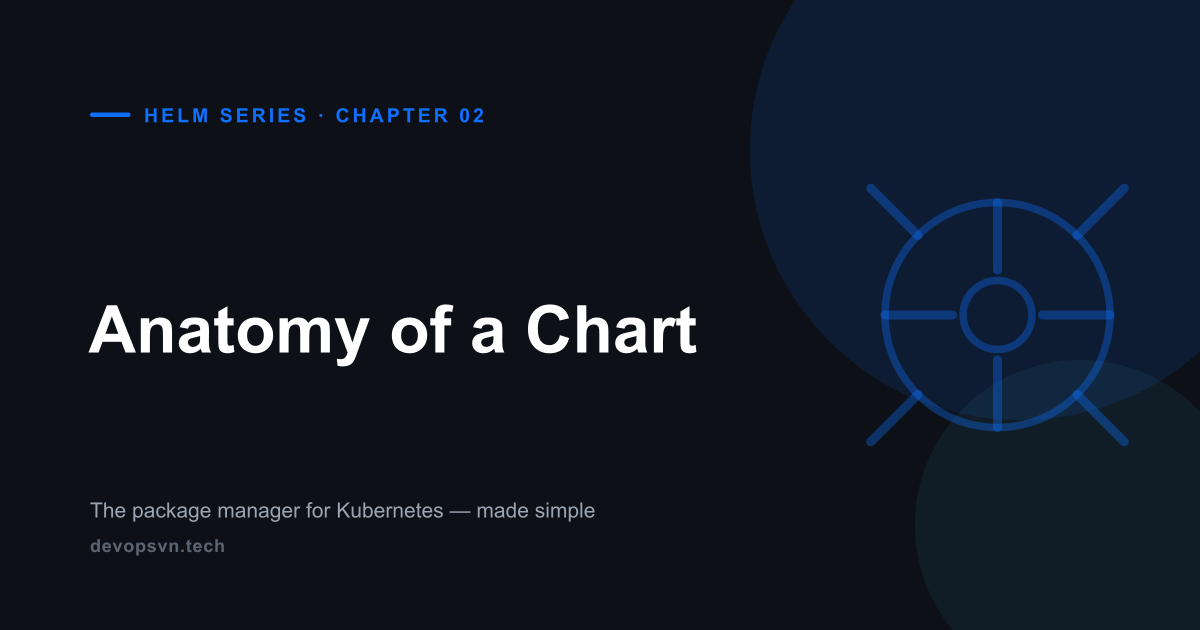 HELM SERIES · CHAPTER 02
Anatomy of a Chart
The package manager for Kubernetes — made simple
devopsvn.tech